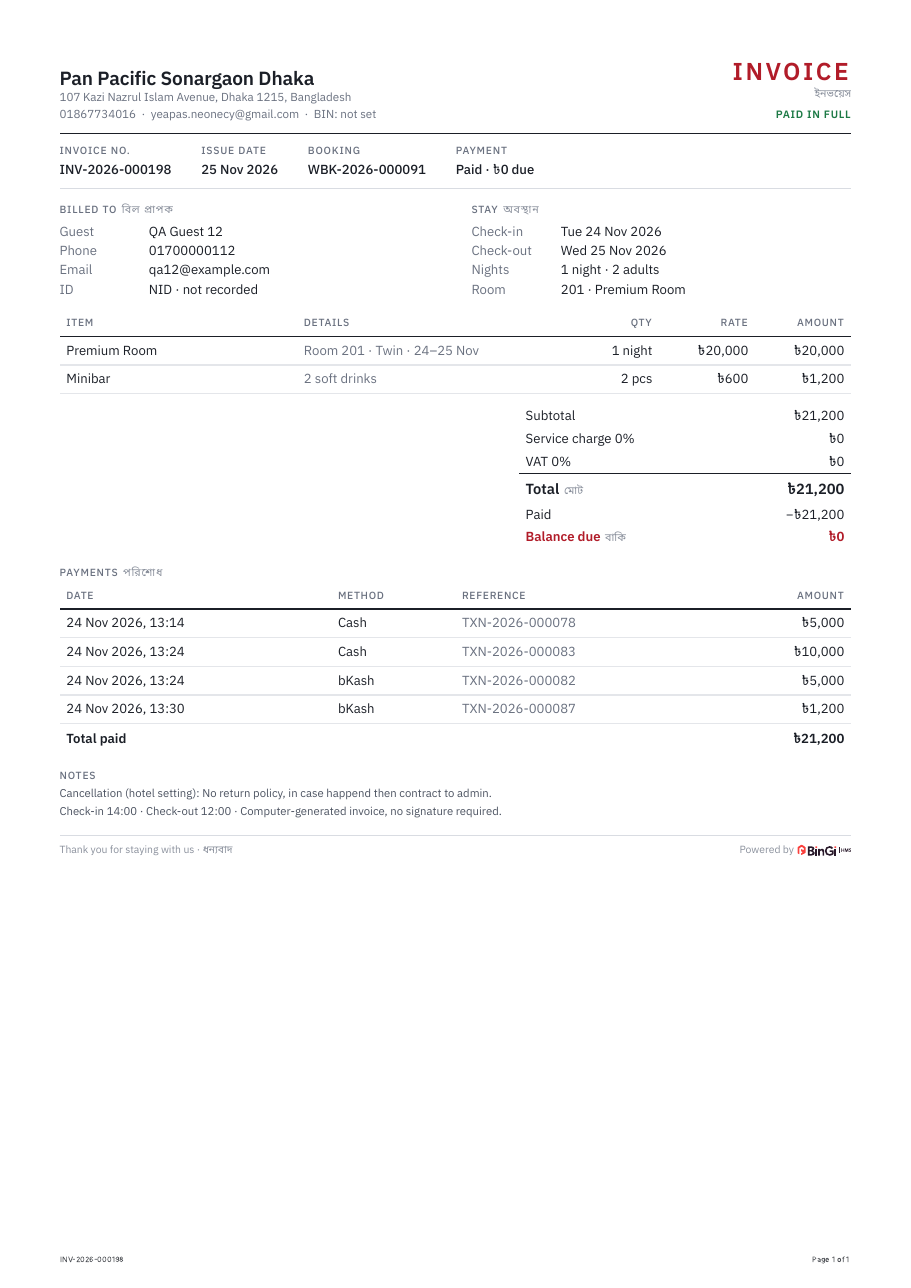 Pan Pacific Sonargaon Dhaka
107 Kazi Nazrul Islam Avenue, Dhaka 1215, Bangladesh
01867734016 · yeapas.neonecy@gmail.com · BIN: not set
INVOICE
ইনভয়েস
PAID IN FULL
INVOICE NO. ISSUE DATE BOOKING PAYMENT
INV-2026-000198 25 Nov 2026 WBK-2026-000091 Paid · ৳0 due
BILLED TO বিল প্রাপক
Guest QA Guest 12
Phone 01700000112
Email qa12@example.com
ID NID · not recorded
STAY অবস্থান
Check-in Tue 24 Nov 2026
Check-out Wed 25 Nov 2026
Nights 1 night · 2 adults
Room 201 · Premium Room
ITEM DETAILS QTY RATE AMOUNT
Premium Room Room 201 · Twin · 24–25 Nov 1 night ৳20,000 ৳20,000
Minibar 2 soft drinks 2 pcs ৳600 ৳1,200
Subtotal ৳21,200
Service charge 0% ৳0
VAT 0% ৳0
Total মোট ৳21,200
Paid –৳21,200
Balance due বাকি ৳0
PAYMENTS পরিশোধ
DATE METHOD REFERENCE AMOUNT
24 Nov 2026, 13:14 Cash TXN-2026-000078 ৳5,000
24 Nov 2026, 13:24 Cash TXN-2026-000083 ৳10,000
24 Nov 2026, 13:24 bKash TXN-2026-000082 ৳5,000
24 Nov 2026, 13:30 bKash TXN-2026-000087 ৳1,200
Total paid ৳21,200
NOTES
Cancellation (hotel setting): No return policy, in case happend then contract to admin.
Check-in 14:00 · Check-out 12:00 · Computer-generated invoice, no signature required.
Thank you for staying with us · ধন্যবাদ
Powered by BinGi HMS
INV-2026-000198
Page 1 of 1